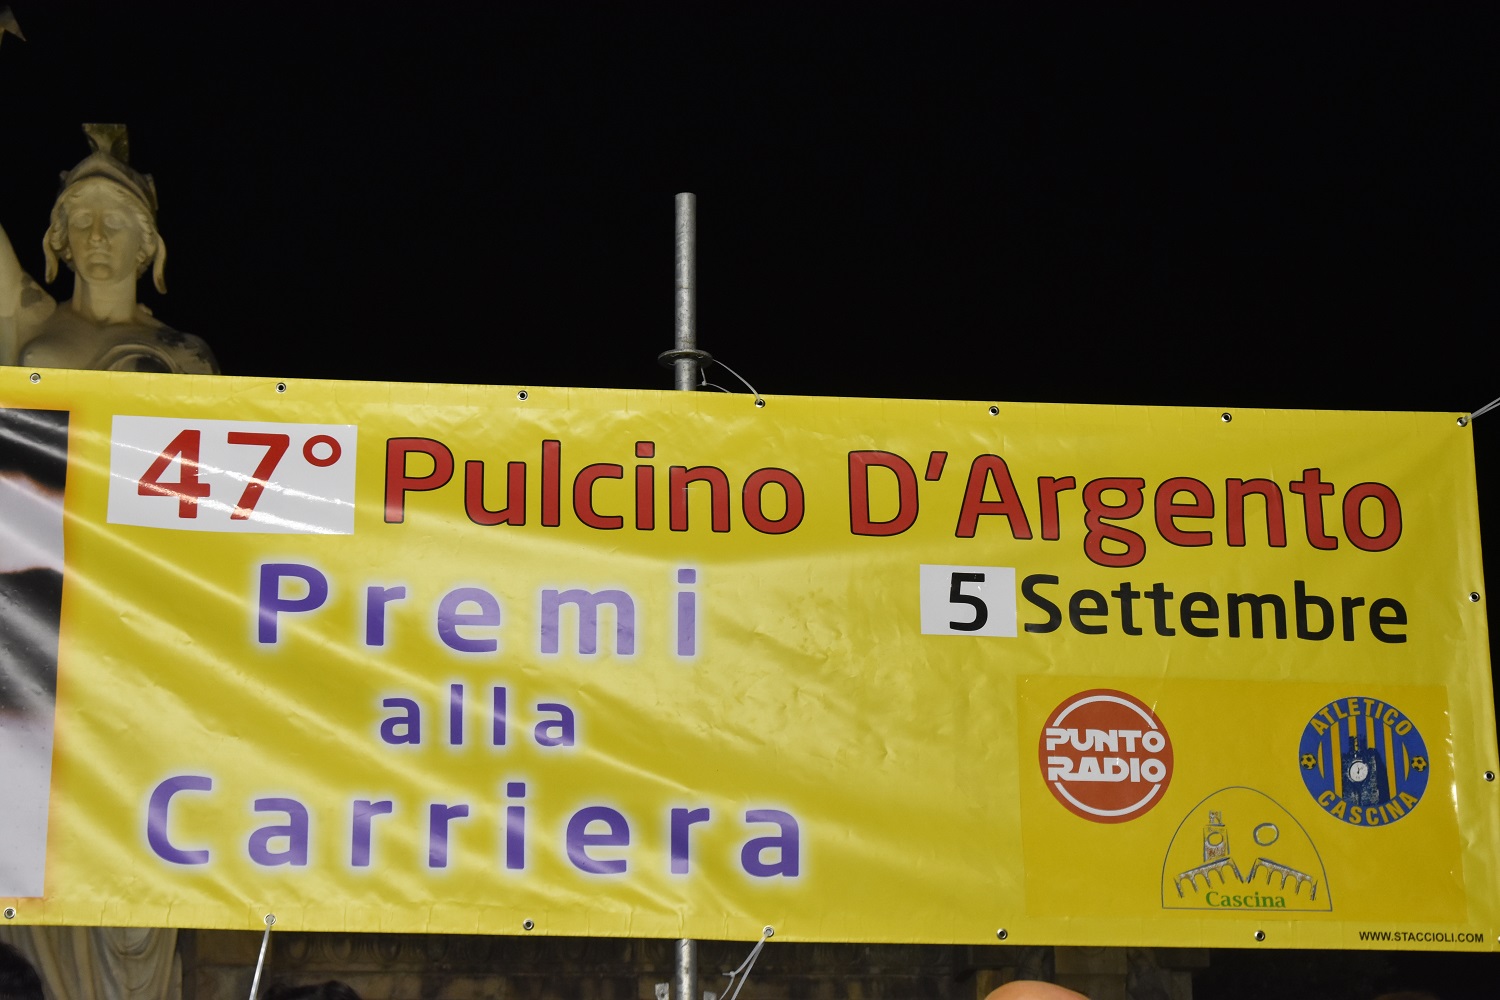 47° Pulcino D'Argento
5 Settembre
Premi
alla
Carriera
PUNTO
RADIO
ATLETICO
CASCINA
Cascina
WWW.STACCIOLI.COM